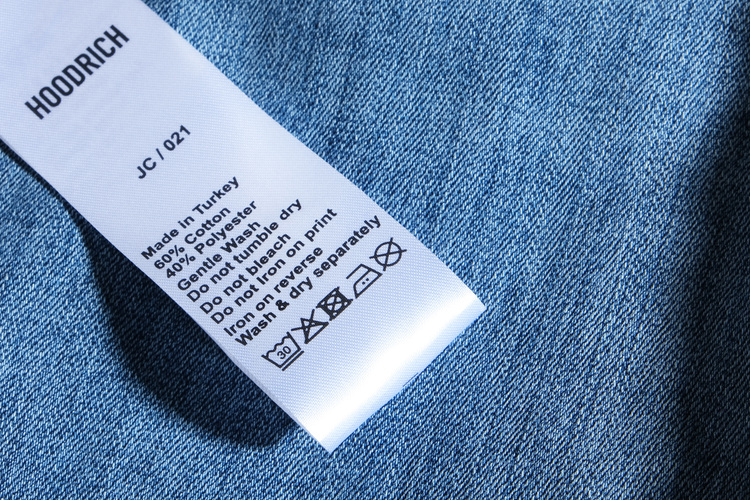 HOODRICH
JC / 021
Made in Turkey
60% Cotton
40% Polyester
Gentle Wash
Do not tumble dry
Do not bleach
Do not Iron on print
Iron on reverse
Wash & dry separately
30